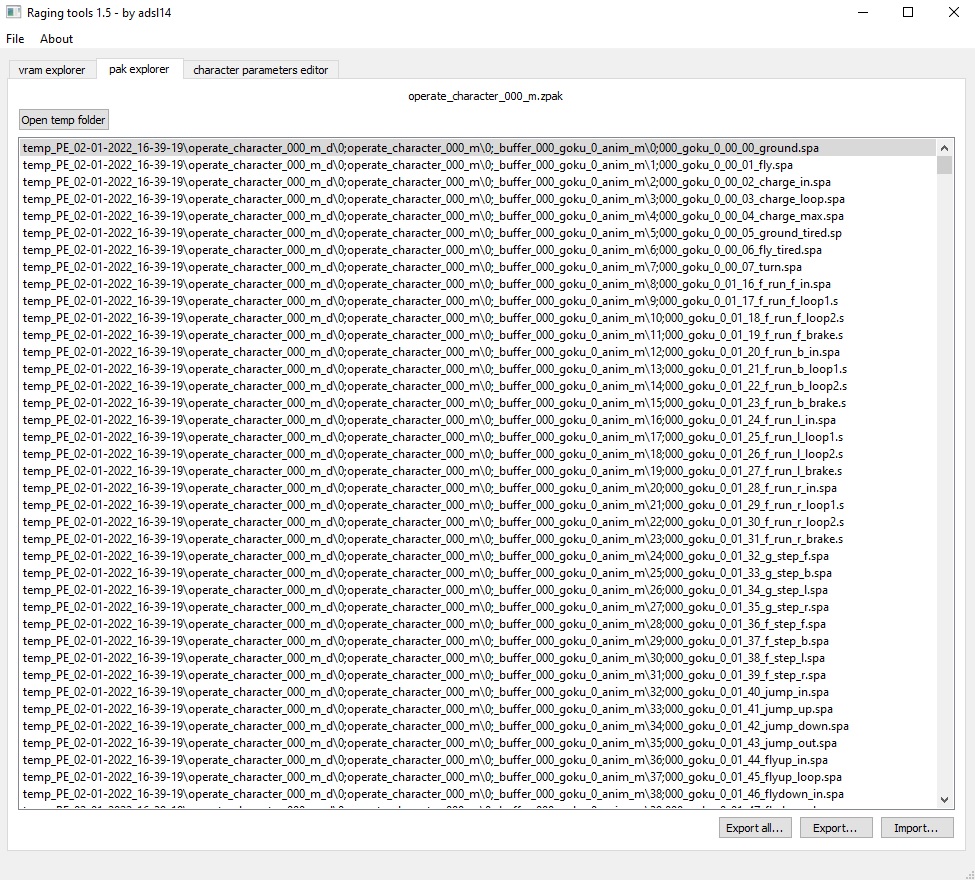 Raging tools 1.5 - by adsl14
File About
vram explorer pak explorer character parameters editor
operate_character_000_m.zpak
Open temp folder
temp_PE_02-01-2022_16-39-19\operate_character_000_m_d\0;operate_character_000_m\0;_buffer_000_goku_0_anim_m\0;000_goku_0_00_00_ground.spa
temp_PE_02-01-2022_16-39-19\operate_character_000_m_d\0;operate_character_000_m\0;_buffer_000_goku_0_anim_m\1;000_goku_0_00_01_fly.spa
temp_PE_02-01-2022_16-39-19\operate_character_000_m_d\0;operate_character_000_m\0;_buffer_000_goku_0_anim_m\2;000_goku_0_00_02_charge_in.spa
temp_PE_02-01-2022_16-39-19\operate_character_000_m_d\0;operate_character_000_m\0;_buffer_000_goku_0_anim_m\3;000_goku_0_00_03_charge_loop.spa
temp_PE_02-01-2022_16-39-19\operate_character_000_m_d\0;operate_character_000_m\0;_buffer_000_goku_0_anim_m\4;000_goku_0_00_04_charge_max.spa
temp_PE_02-01-2022_16-39-19\operate_character_000_m_d\0;operate_character_000_m\0;_buffer_000_goku_0_anim_m\5;000_goku_0_00_05_ground_tired.sp
temp_PE_02-01-2022_16-39-19\operate_character_000_m_d\0;operate_character_000_m\0;_buffer_000_goku_0_anim_m\6;000_goku_0_00_06_fly_tired.spa
temp_PE_02-01-2022_16-39-19\operate_character_000_m_d\0;operate_character_000_m\0;_buffer_000_goku_0_anim_m\7;000_goku_0_00_07_turn.spa
temp_PE_02-01-2022_16-39-19\operate_character_000_m_d\0;operate_character_000_m\0;_buffer_000_goku_0_anim_m\8;000_goku_0_01_16_f_run_f_in.spa
temp_PE_02-01-2022_16-39-19\operate_character_000_m_d\0;operate_character_000_m\0;_buffer_000_goku_0_anim_m\9;000_goku_0_01_17_f_run_f_loop1.s
temp_PE_02-01-2022_16-39-19\operate_character_000_m_d\0;operate_character_000_m\0;_buffer_000_goku_0_anim_m\10;000_goku_0_01_18_f_run_f_loop2.s
temp_PE_02-01-2022_16-39-19\operate_character_000_m_d\0;operate_character_000_m\0;_buffer_000_goku_0_anim_m\11;000_goku_0_01_19_f_run_f_brake.s
temp_PE_02-01-2022_16-39-19\operate_character_000_m_d\0;operate_character_000_m\0;_buffer_000_goku_0_anim_m\12;000_goku_0_01_20_f_run_b_in.spa
temp_PE_02-01-2022_16-39-19\operate_character_000_m_d\0;operate_character_000_m\0;_buffer_000_goku_0_anim_m\13;000_goku_0_01_21_f_run_b_loop1.s
temp_PE_02-01-2022_16-39-19\operate_character_000_m_d\0;operate_character_000_m\0;_buffer_000_goku_0_anim_m\14;000_goku_0_01_22_f_run_b_loop2.s
temp_PE_02-01-2022_16-39-19\operate_character_000_m_d\0;operate_character_000_m\0;_buffer_000_goku_0_anim_m\15;000_goku_0_01_23_f_run_b_brake.s
temp_PE_02-01-2022_16-39-19\operate_character_000_m_d\0;operate_character_000_m\0;_buffer_000_goku_0_anim_m\16;000_goku_0_01_24_f_run_l_in.spa
temp_PE_02-01-2022_16-39-19\operate_character_000_m_d\0;operate_character_000_m\0;_buffer_000_goku_0_anim_m\17;000_goku_0_01_25_f_run_l_loop1.s
temp_PE_02-01-2022_16-39-19\operate_character_000_m_d\0;operate_character_000_m\0;_buffer_000_goku_0_anim_m\18;000_goku_0_01_26_f_run_l_loop2.s
temp_PE_02-01-2022_16-39-19\operate_character_000_m_d\0;operate_character_000_m\0;_buffer_000_goku_0_anim_m\19;000_goku_0_01_27_f_run_l_brake.s
temp_PE_02-01-2022_16-39-19\operate_character_000_m_d\0;operate_character_000_m\0;_buffer_000_goku_0_anim_m\20;000_goku_0_01_28_f_run_r_in.spa
temp_PE_02-01-2022_16-39-19\operate_character_000_m_d\0;operate_character_000_m\0;_buffer_000_goku_0_anim_m\21;000_goku_0_01_29_f_run_r_loop1.s
temp_PE_02-01-2022_16-39-19\operate_character_000_m_d\0;operate_character_000_m\0;_buffer_000_goku_0_anim_m\22;000_goku_0_01_30_f_run_r_loop2.s
temp_PE_02-01-2022_16-39-19\operate_character_000_m_d\0;operate_character_000_m\0;_buffer_000_goku_0_anim_m\23;000_goku_0_01_31_f_run_r_brake.s
temp_PE_02-01-2022_16-39-19\operate_character_000_m_d\0;operate_character_000_m\0;_buffer_000_goku_0_anim_m\24;000_goku_0_01_32_g_step_f.spa
temp_PE_02-01-2022_16-39-19\operate_character_000_m_d\0;operate_character_000_m\0;_buffer_000_goku_0_anim_m\25;000_goku_0_01_33_g_step_b.spa
temp_PE_02-01-2022_16-39-19\operate_character_000_m_d\0;operate_character_000_m\0;_buffer_000_goku_0_anim_m\26;000_goku_0_01_34_g_step_l.spa
temp_PE_02-01-2022_16-39-19\operate_character_000_m_d\0;operate_character_000_m\0;_buffer_000_goku_0_anim_m\27;000_goku_0_01_35_g_step_r.spa
temp_PE_02-01-2022_16-39-19\operate_character_000_m_d\0;operate_character_000_m\0;_buffer_000_goku_0_anim_m\28;000_goku_0_01_36_f_step_f.spa
temp_PE_02-01-2022_16-39-19\operate_character_000_m_d\0;operate_character_000_m\0;_buffer_000_goku_0_anim_m\29;000_goku_0_01_37_f_step_b.spa
temp_PE_02-01-2022_16-39-19\operate_character_000_m_d\0;operate_character_000_m\0;_buffer_000_goku_0_anim_m\30;000_goku_0_01_38_f_step_l.spa
temp_PE_02-01-2022_16-39-19\operate_character_000_m_d\0;operate_character_000_m\0;_buffer_000_goku_0_anim_m\31;000_goku_0_01_39_f_step_r.spa
temp_PE_02-01-2022_16-39-19\operate_character_000_m_d\0;operate_character_000_m\0;_buffer_000_goku_0_anim_m\32;000_goku_0_01_40_jump_in.spa
temp_PE_02-01-2022_16-39-19\operate_character_000_m_d\0;operate_character_000_m\0;_buffer_000_goku_0_anim_m\33;000_goku_0_01_41_jump_up.spa
temp_PE_02-01-2022_16-39-19\operate_character_000_m_d\0;operate_character_000_m\0;_buffer_000_goku_0_anim_m\34;000_goku_0_01_42_jump_down.spa
temp_PE_02-01-2022_16-39-19\operate_character_000_m_d\0;operate_character_000_m\0;_buffer_000_goku_0_anim_m\35;000_goku_0_01_43_jump_out.spa
temp_PE_02-01-2022_16-39-19\operate_character_000_m_d\0;operate_character_000_m\0;_buffer_000_goku_0_anim_m\36;000_goku_0_01_44_flyup_in.spa
temp_PE_02-01-2022_16-39-19\operate_character_000_m_d\0;operate_character_000_m\0;_buffer_000_goku_0_anim_m\37;000_goku_0_01_45_flyup_loop.spa
temp_PE_02-01-2022_16-39-19\operate_character_000_m_d\0;operate_character_000_m\0;_buffer_000_goku_0_anim_m\38;000_goku_0_01_46_flydown_in.spa
Export all... Export... Import...